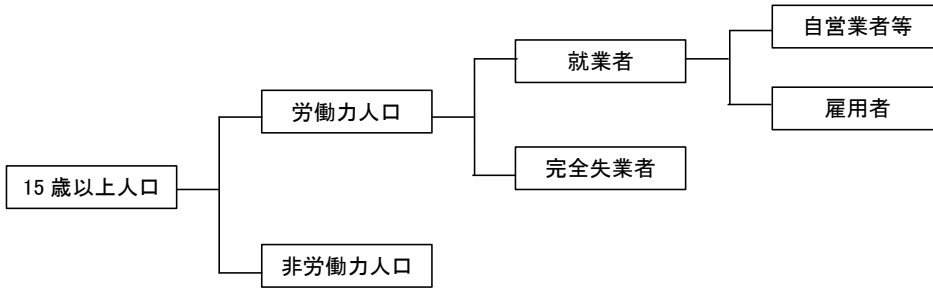 自営業者等
就業者
労働力人口
雇用者
完全失業者
15歳以上人口
非労働力人口